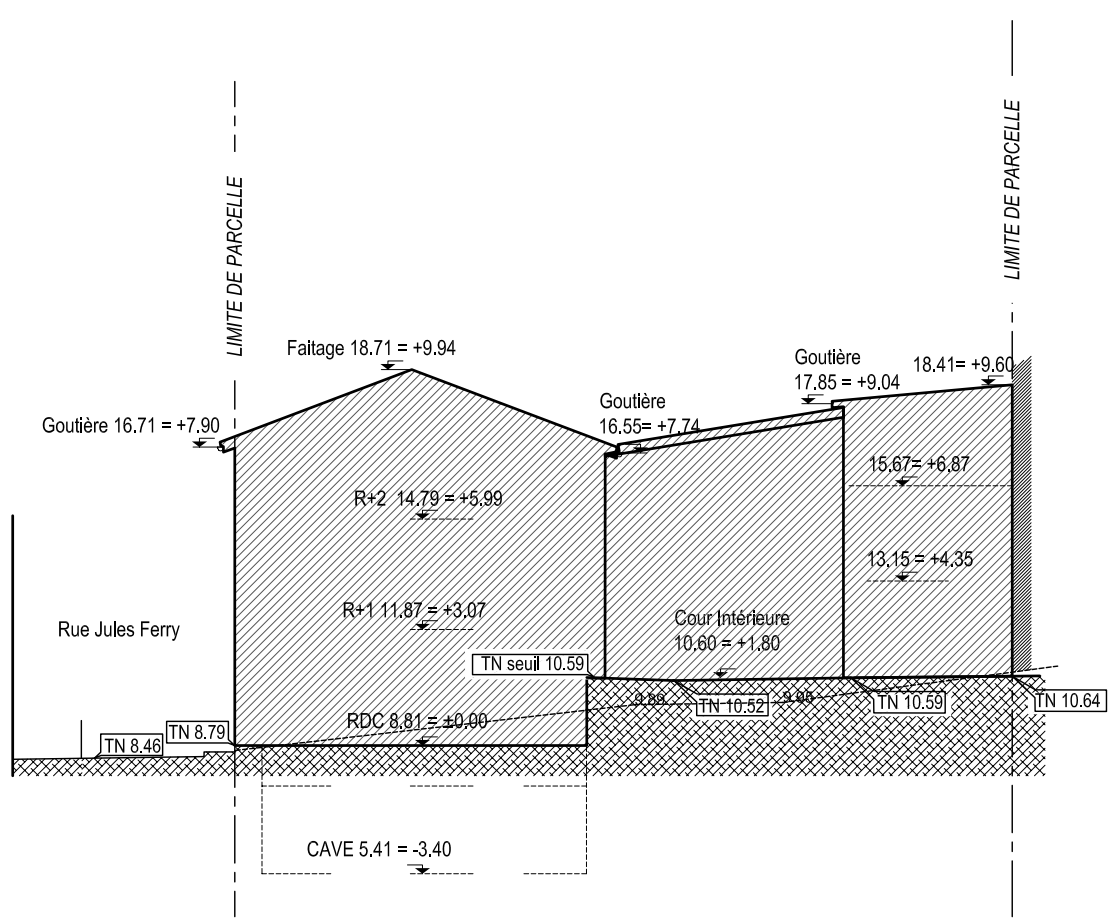 LIMITE DE PARCELLE
LIMITE DE PARCELLE
Faitage 18.71 = +9.94
Goutière
17.85 = +9.04
18.41= +9.60
Goutière 16.71 = +7.90
Goutière
16.55= +7.74
15.67= +6.87
R+2 14.79 = +5.99
13.15 = +4.35
R+1 11.87 = +3.07
Cour Intérieure
10.60 = +1.80
Rue Jules Ferry
TN seuil 10.59
9.89
9.95
TN 10.52
TN 10.59
TN 10.64
RDC 8.81 = ±0.00
TN 8.79
TN 8.46
CAVE 5.41 = -3.40